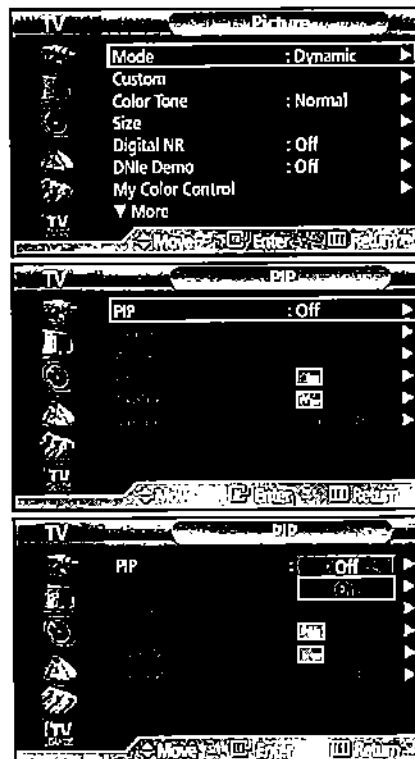 TV Picture
Mode : Dynamic
Custom
Color Tone : Normal
Size
Digital NR : Off
DNIe Demo : Off
My Color Control
▼ More
Move Enter Return
TV PIP
PIP : Off
Move Enter Return
TV PIP
PIP : Off
On
Move Enter Return